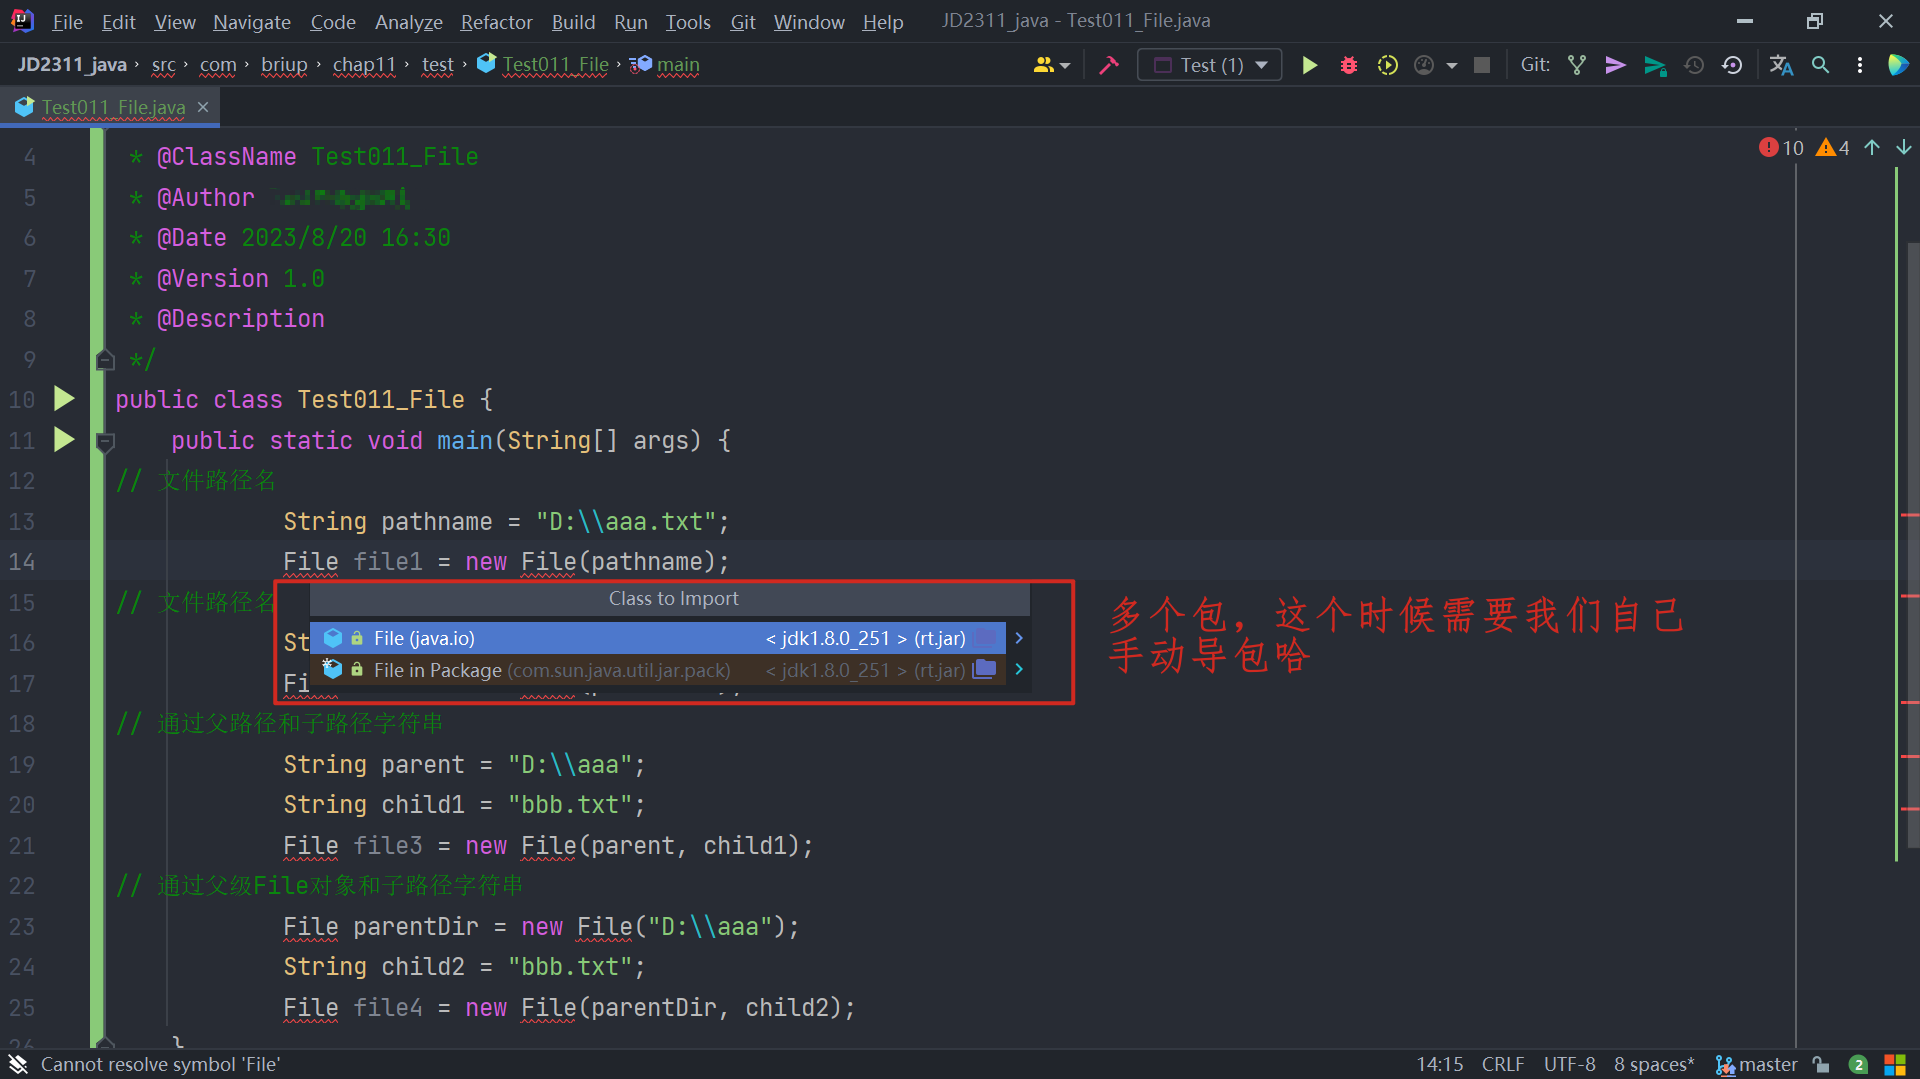 File Edit View Navigate Code Analyze Refactor Build Run Tools Git Window Help JD2311_java - Test011_File.java
JD2311_java › src › com › briup › chap11 › test › Test011_File › main Test (1) Git:
Test011_File.java
10 4
4 * @ClassName Test011_File
5 * @Author
6 * @Date 2023/8/20 16:30
7 * @Version 1.0
8 * @Description
9 */
10 public class Test011_File {
11 public static void main(String[] args) {
12 // 文件路径名
13 String pathname = "D:\\aaa.txt";
14 File file1 = new File(pathname);
15 // 文件路径名
Class to Import
16 St
File (java.io) < jdk1.8.0_251 > (rt.jar)
File in Package (com.sun.java.util.jar.pack) < jdk1.8.0_251 > (rt.jar)
17 Fi
多个包，这个时候需要我们自己
手动导包哈
18 // 通过父路径和子路径字符串
19 String parent = "D:\\aaa";
20 String child1 = "bbb.txt";
21 File file3 = new File(parent, child1);
22 // 通过父级File对象和子路径字符串
23 File parentDir = new File("D:\\aaa");
24 String child2 = "bbb.txt";
25 File file4 = new File(parentDir, child2);
26 }
Cannot resolve symbol 'File' 14:15 CRLF UTF-8 8 spaces* master 2